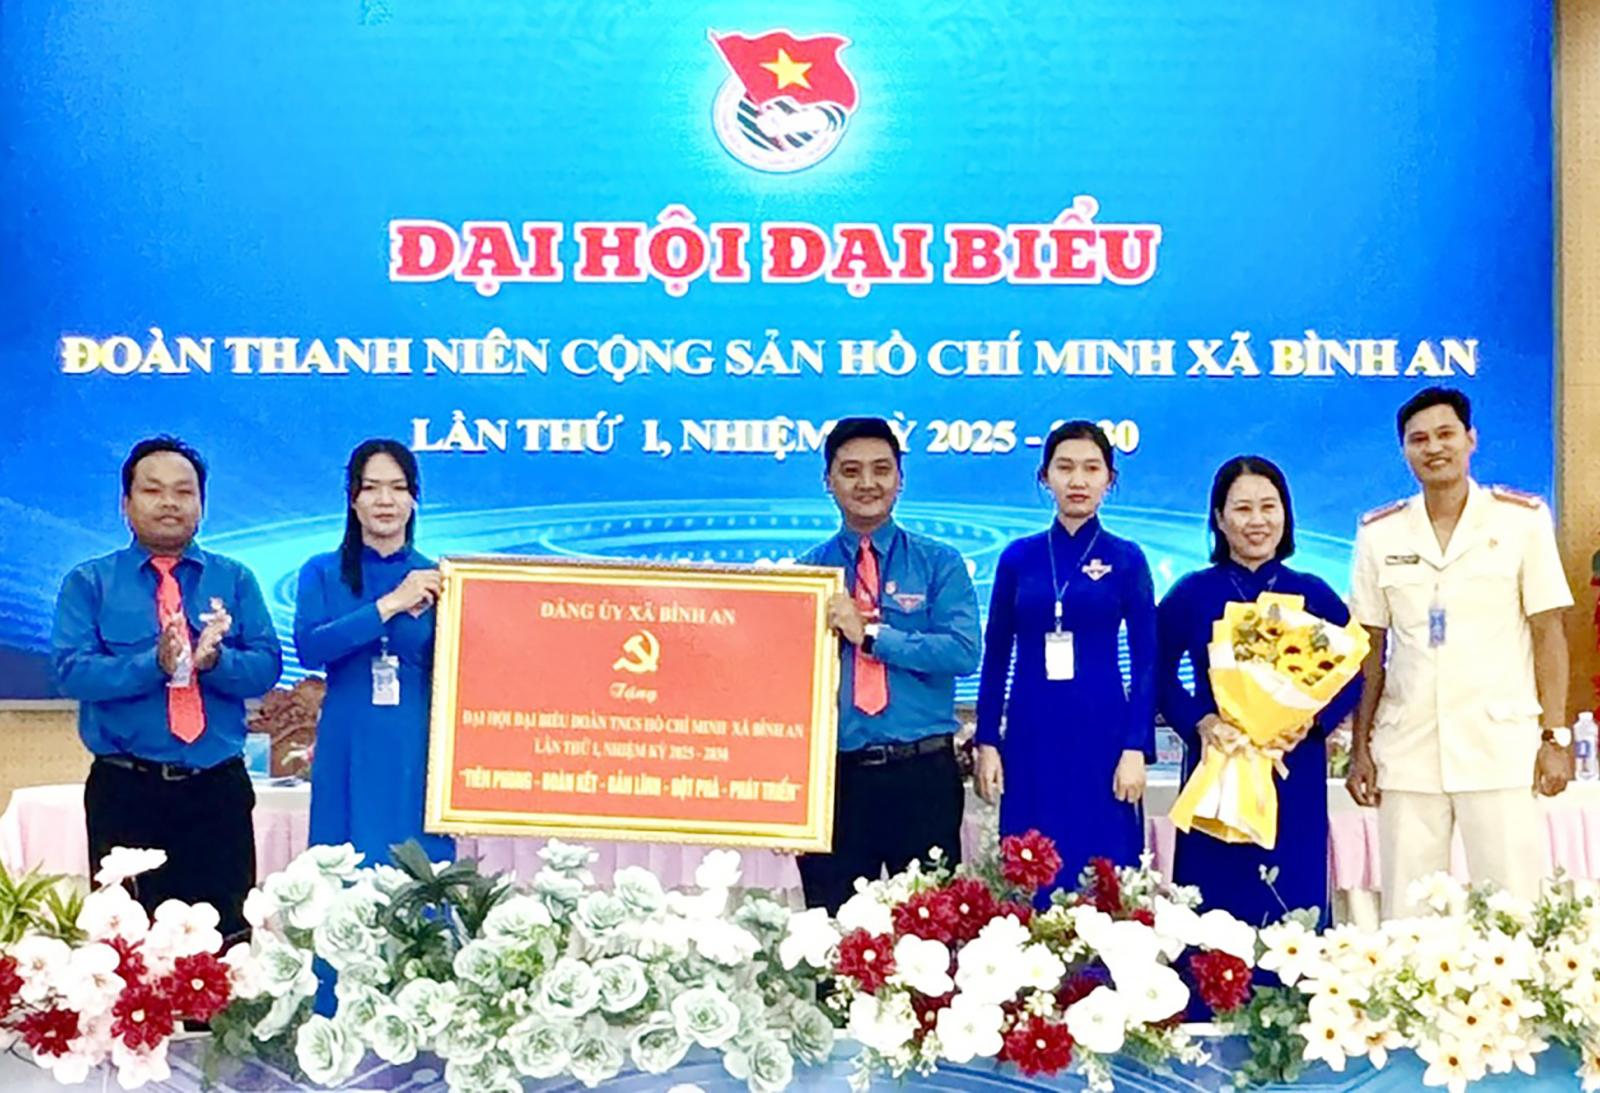 ĐẠI HỘI ĐẠI BIỂU
ĐOÀN THANH NIÊN CỘNG SẢN HỒ CHÍ MINH XÃ BÌNH AN
LẦN THỨ I, NHIỆM KỲ 2025 - 2030
ĐẢNG ỦY XÃ BÌNH AN
Tặng
ĐẠI HỘI ĐẠI BIỂU ĐOÀN TNCS HỒ CHÍ MINH XÃ BÌNH AN
LẦN THỨ I, NHIỆM KỲ 2025 - 2030
"TIÊN PHONG - ĐOÀN KẾT - BẢN LĨNH - ĐỘT PHÁ - PHÁT TRIỂN"